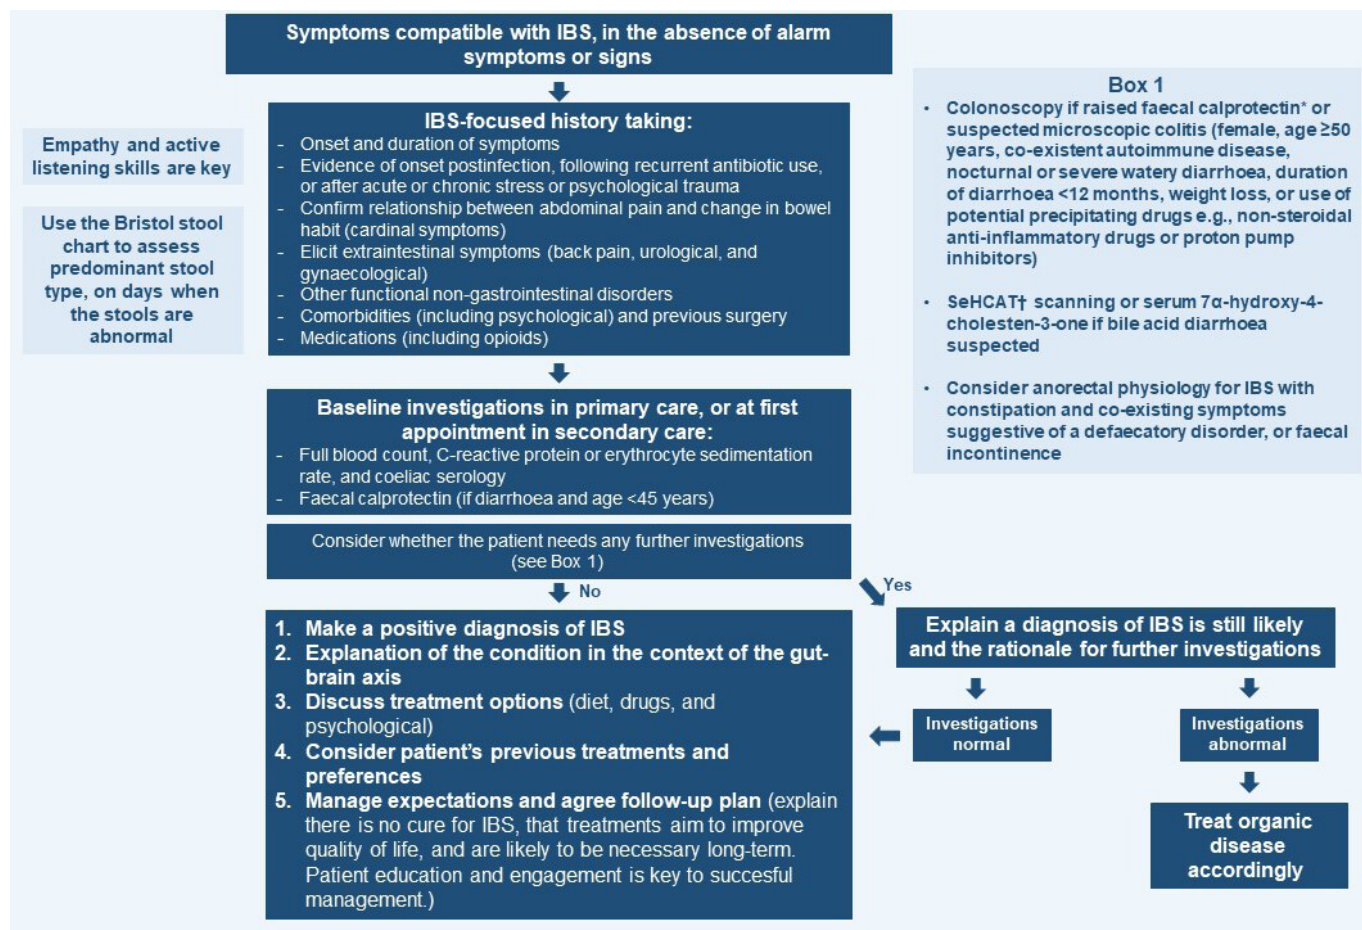 Symptoms compatible with IBS, in the absence of alarm
symptoms or signs
Empathy and active
listening skills are key
Use the Bristol stool
chart to assess
predominant stool
type, on days when
the stools are
abnormal
IBS-focused history taking:
- Onset and duration of symptoms
- Evidence of onset postinfection, following recurrent antibiotic use,
or after acute or chronic stress or psychological trauma
- Confirm relationship between abdominal pain and change in bowel
habit (cardinal symptoms)
- Elicit extraintestinal symptoms (back pain, urological, and
gynaecological)
- Other functional non-gastrointestinal disorders
- Comorbidities (including psychological) and previous surgery
- Medications (including opioids)
Box 1
• Colonoscopy if raised faecal calprotectin* or
suspected microscopic colitis (female, age ≥50
years, co-existent autoimmune disease,
nocturnal or severe watery diarrhoea, duration
of diarrhoea <12 months, weight loss, or use of
potential precipitating drugs e.g., non-steroidal
anti-inflammatory drugs or proton pump
inhibitors)
• SeHCAT† scanning or serum 7α-hydroxy-4-
cholesten-3-one if bile acid diarrhoea
suspected
• Consider anorectal physiology for IBS with
constipation and co-existing symptoms
suggestive of a defaecatory disorder, or faecal
incontinence
Baseline investigations in primary care, or at first
appointment in secondary care:
- Full blood count, C-reactive protein or erythrocyte sedimentation
rate, and coeliac serology
- Faecal calprotectin (if diarrhoea and age <45 years)
Consider whether the patient needs any further investigations
(see Box 1)
No
Yes
1. Make a positive diagnosis of IBS
2. Explanation of the condition in the context of the gut-
brain axis
3. Discuss treatment options (diet, drugs, and
psychological)
4. Consider patient's previous treatments and
preferences
5. Manage expectations and agree follow-up plan (explain
there is no cure for IBS, that treatments aim to improve
quality of life, and are likely to be necessary long-term.
Patient education and engagement is key to succesful
management.)
Explain a diagnosis of IBS is still likely
and the rationale for further investigations
Investigations
normal
Investigations
abnormal
Treat organic
disease
accordingly